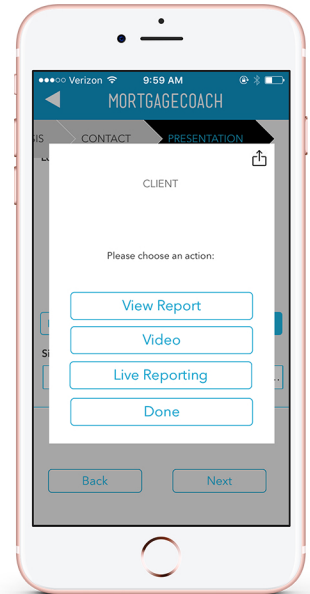 Verizon 9:59 AM
MORTGAGECOACH
IS CONTACT PRESENTATION
CLIENT
Please choose an action:
View Report
Video
Live Reporting
Done
Back Next